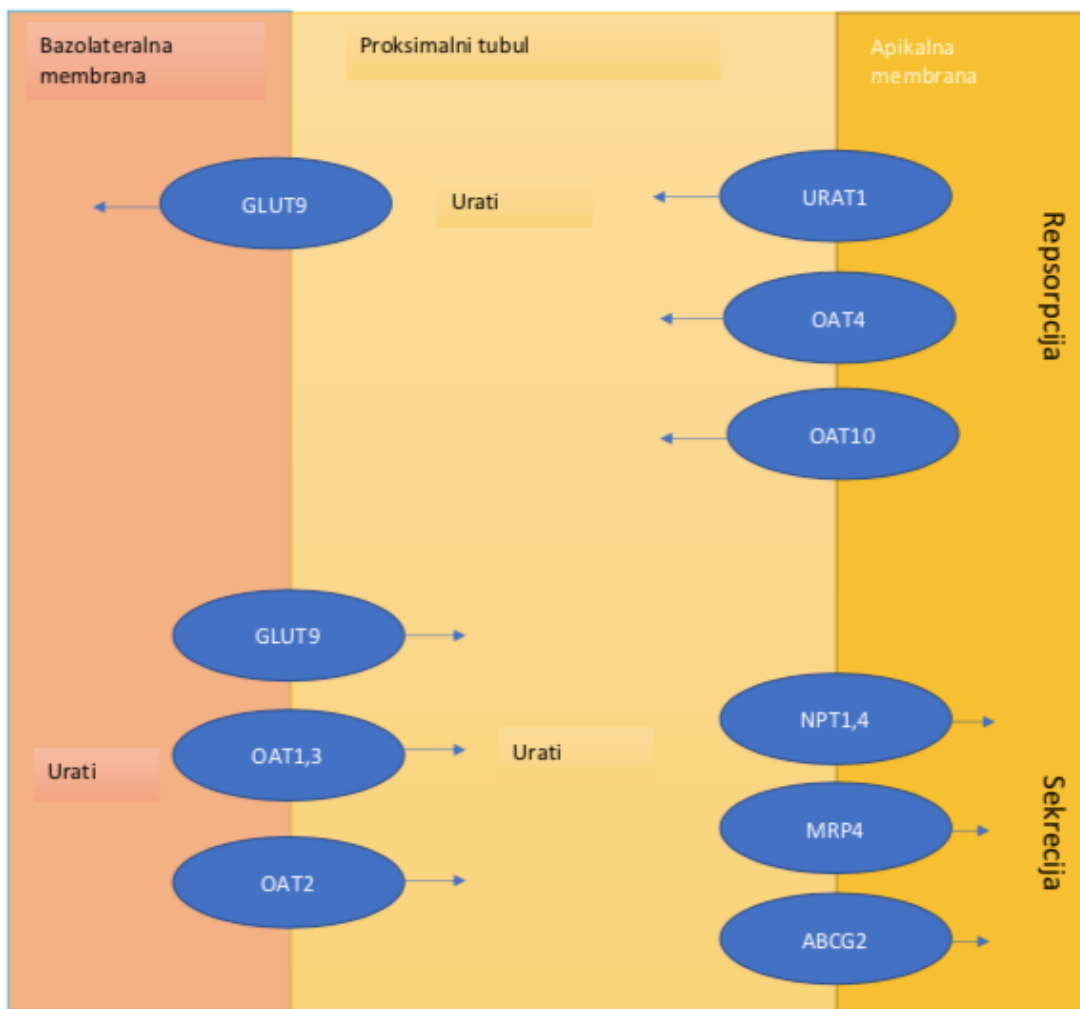 Bazolateralna
membrana
Proksimalni tubul
Apikalna
membrana
GLUT9
Urati
URAT1
OAT4
OAT10
Repsorpcija
GLUT9
Urati
OAT1,3
Urati
OAT2
NPT1,4
MRP4
ABCG2
Sekrecija